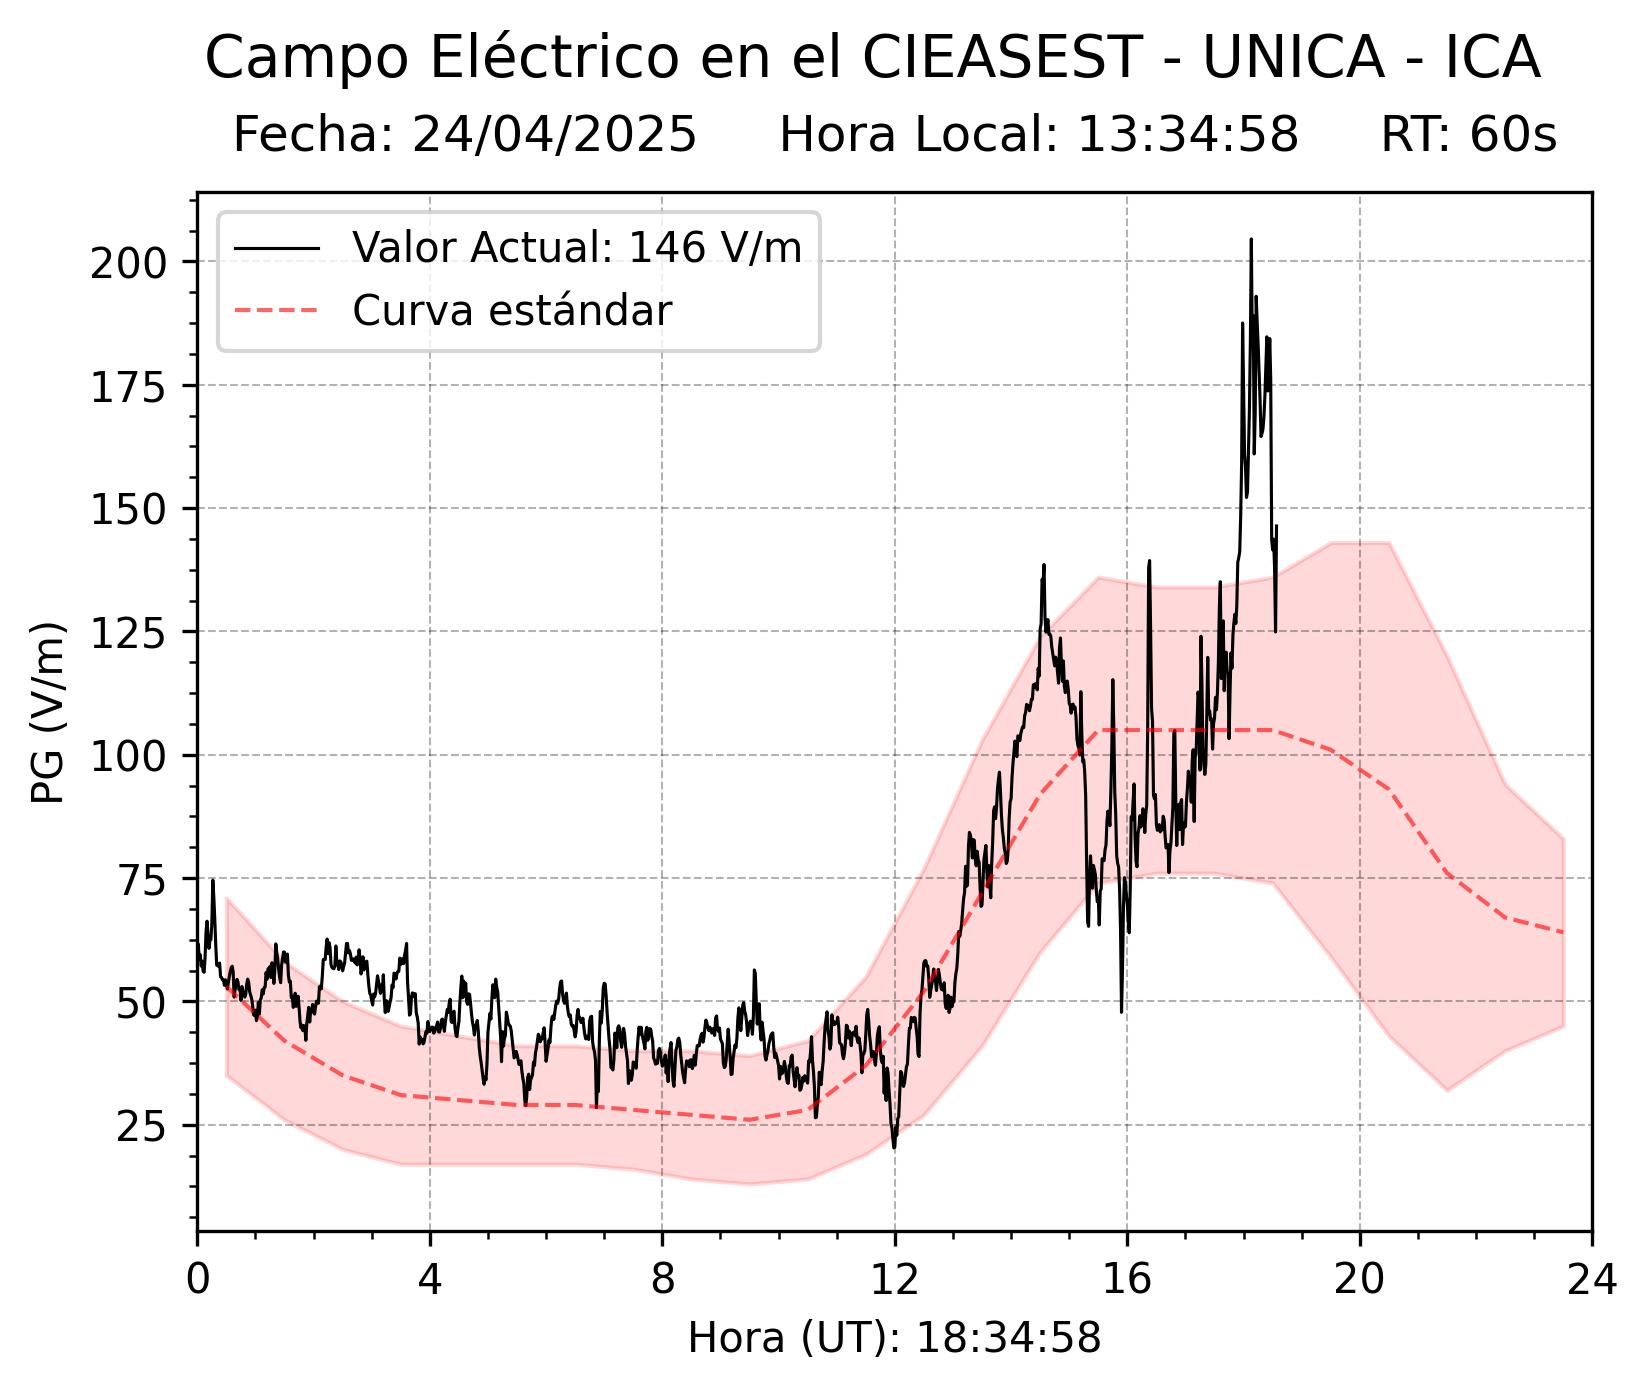 Campo Eléctrico en el CIEASEST - UNICA - ICA
Fecha: 24/04/2025 Hora Local: 13:34:58 RT: 60s
Valor Actual: 146 V/m
Curva estándar
PG (V/m)
200
175
150
125
100
75
50
25
0 4 8 12 16 20 24
Hora (UT): 18:34:58